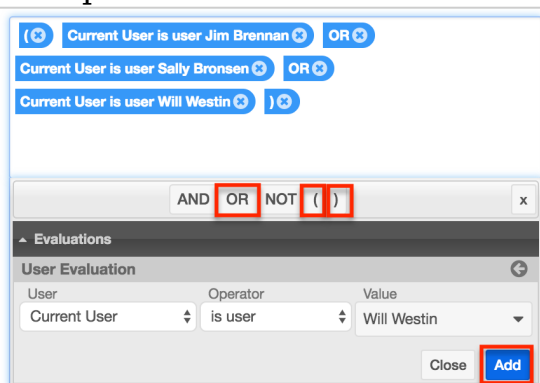 ( Current User is user Jim Brennan OR
Current User is user Sally Bronsen OR
Current User is user Will Westin )
AND OR NOT ( ) x
Evaluations
User Evaluation
User Operator Value
Current User is user Will Westin
Close Add